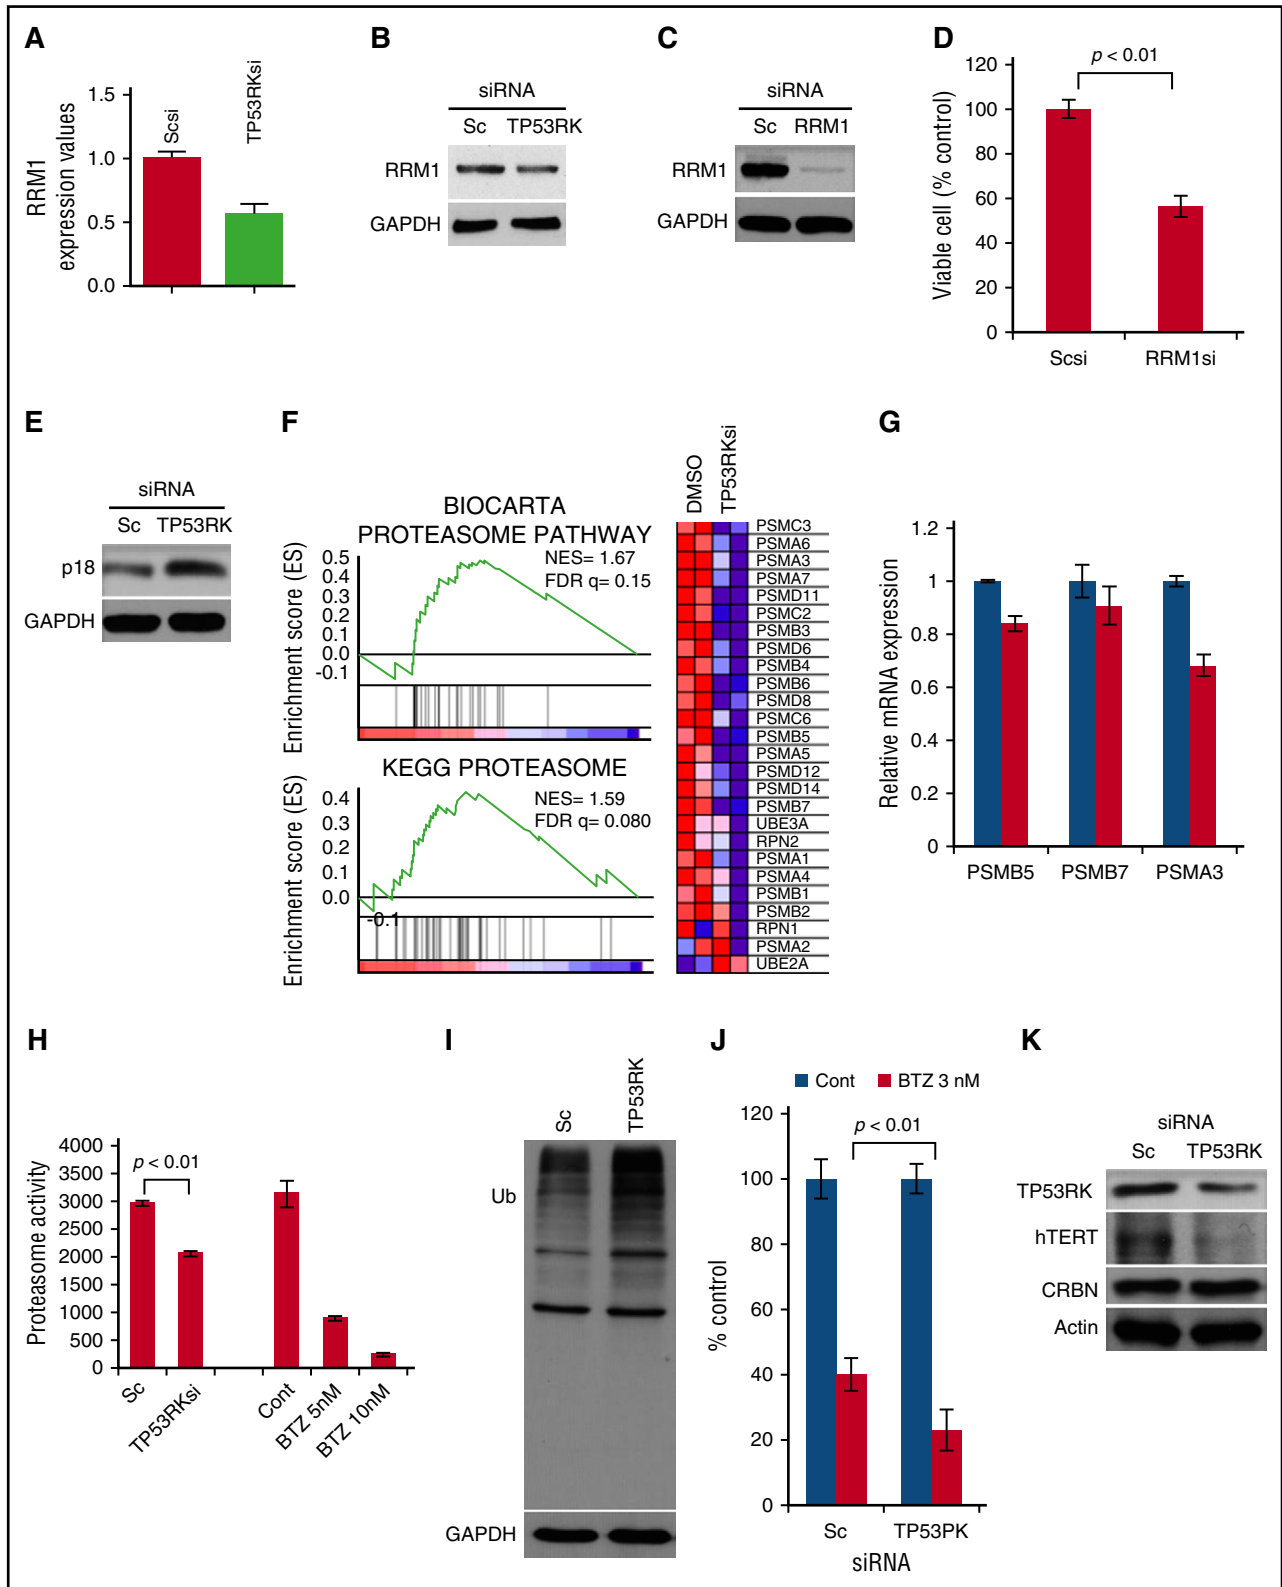 A
RRM1
expression values
1.5
1.0
0.5
0.0
Scsi
TP53RKsi
B
siRNA
Sc TP53RK
RRM1
GAPDH
C
siRNA
Sc RRM1
RRM1
GAPDH
D
Viable cell (% control)
120
100
80
60
40
20
0
p < 0.01
Scsi RRM1si
E
siRNA
Sc TP53RK
p18
GAPDH
F
BIOCARTA
PROTEASOME PATHWAY
Enrichment score (ES)
0.5
0.4
0.3
0.2
0.1
0.0
-0.1
NES= 1.67
FDR q= 0.15
KEGG PROTEASOME
Enrichment score (ES)
0.4
0.3
0.2
0.1
0.0
-0.1
NES= 1.59
FDR q= 0.080
DMSO
TP53RKsi
PSMC3
PSMA6
PSMA3
PSMA7
PSMD11
PSMC2
PSMB3
PSMD6
PSMB4
PSMB6
PSMD8
PSMC6
PSMB5
PSMA5
PSMD12
PSMD14
PSMB7
UBE3A
RPN2
PSMA1
PSMA4
PSMB1
PSMB2
RPN1
PSMA2
UBE2A
G
Relative mRNA expression
1.2
1
0.8
0.6
0.4
0.2
0
PSMB5 PSMB7 PSMA3
H
Proteasome activity
4000
3500
3000
2500
2000
1500
1000
500
0
p < 0.01
Sc
TP53RKsi
Cont
BTZ 5nM
BTZ 10nM
I
Sc
TP53RK
Ub
GAPDH
J
Cont BTZ 3 nM
% control
120
100
80
60
40
20
0
p < 0.01
Sc TP53PK
siRNA
K
siRNA
Sc TP53RK
TP53RK
hTERT
CRBN
Actin